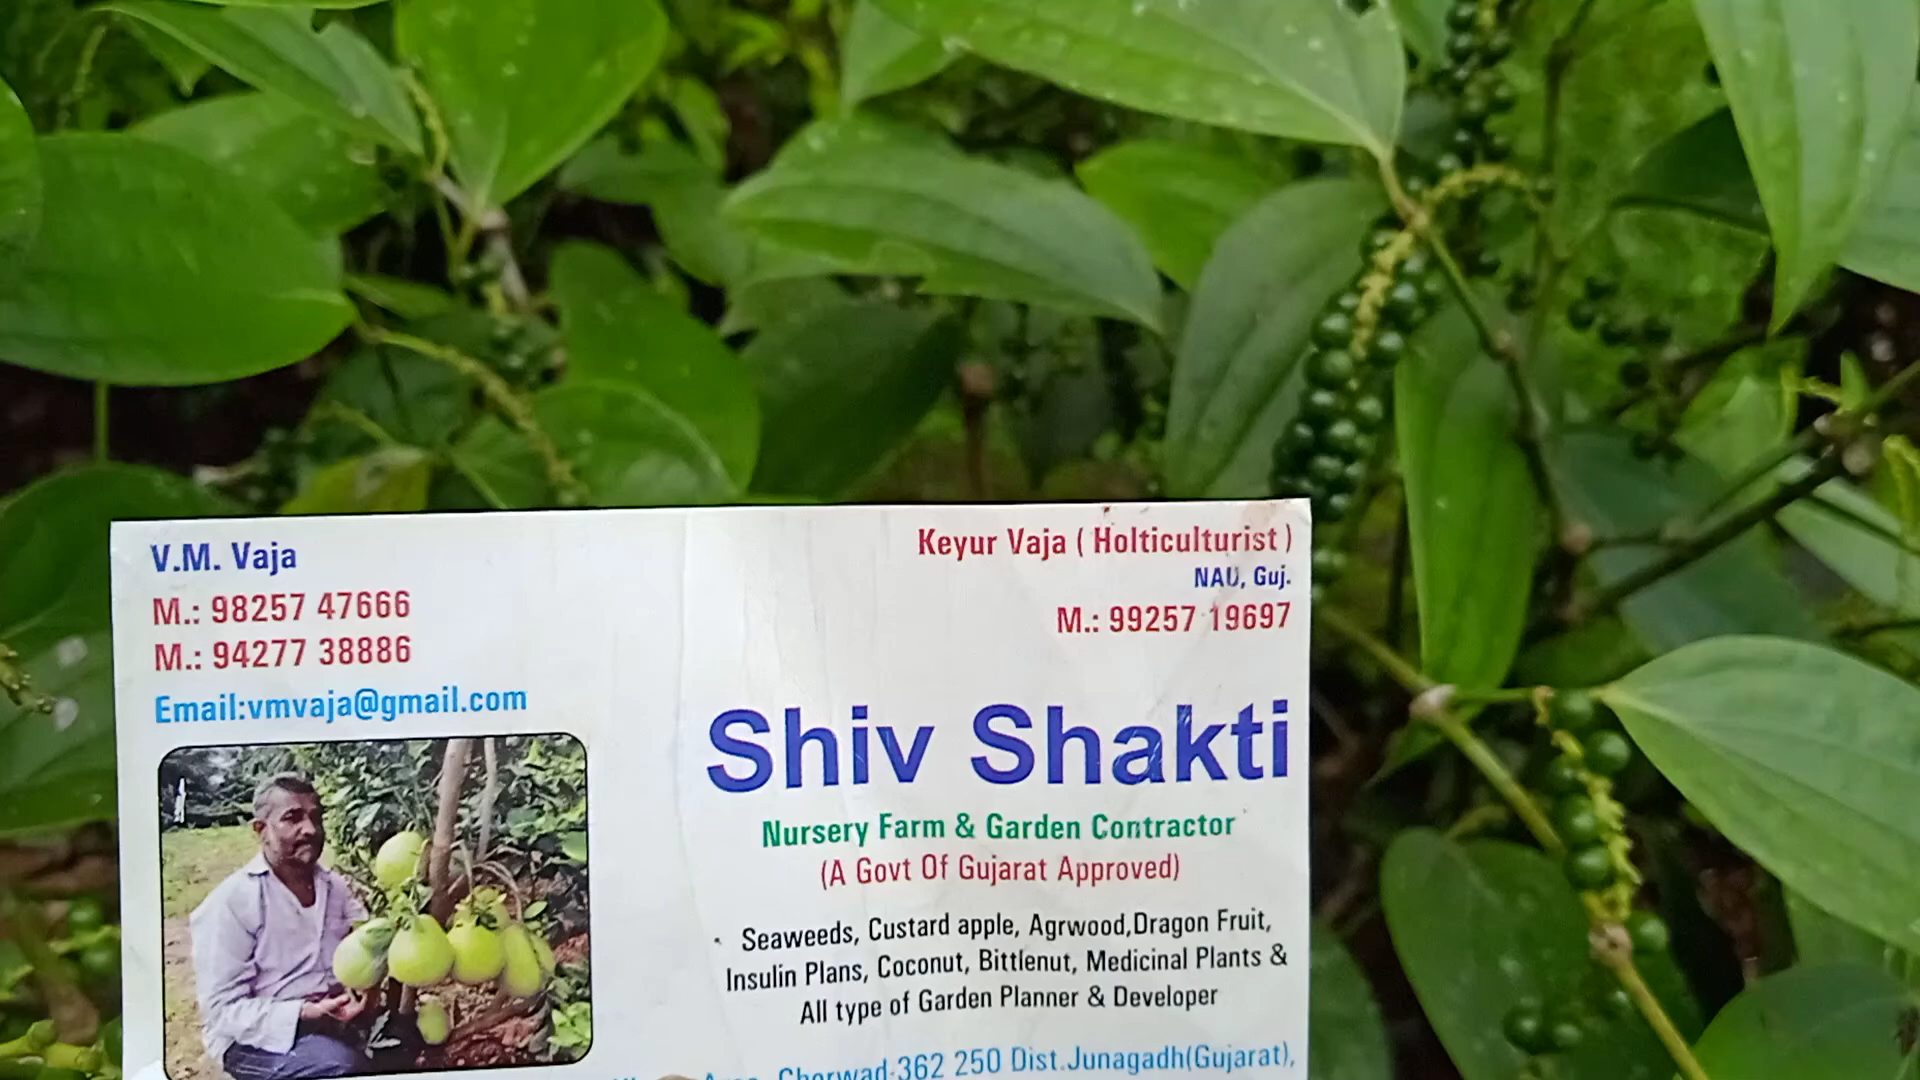 V.M. Vaja
M.: 98257 47666
M.: 94277 38886
Email:vmvaja@gmail.com
Keyur Vaja ( Holticulturist )
NAU, Guj.
M.: 99257 19697
Shiv Shakti
Nursery Farm & Garden Contractor
(A Govt Of Gujarat Approved)
Seaweeds, Custard apple, Agrwood,Dragon Fruit,
Insulin Plans, Coconut, Bittlenut, Medicinal Plants &
All type of Garden Planner & Developer
Chorwad-362 250 Dist.Junagadh(Gujarat),